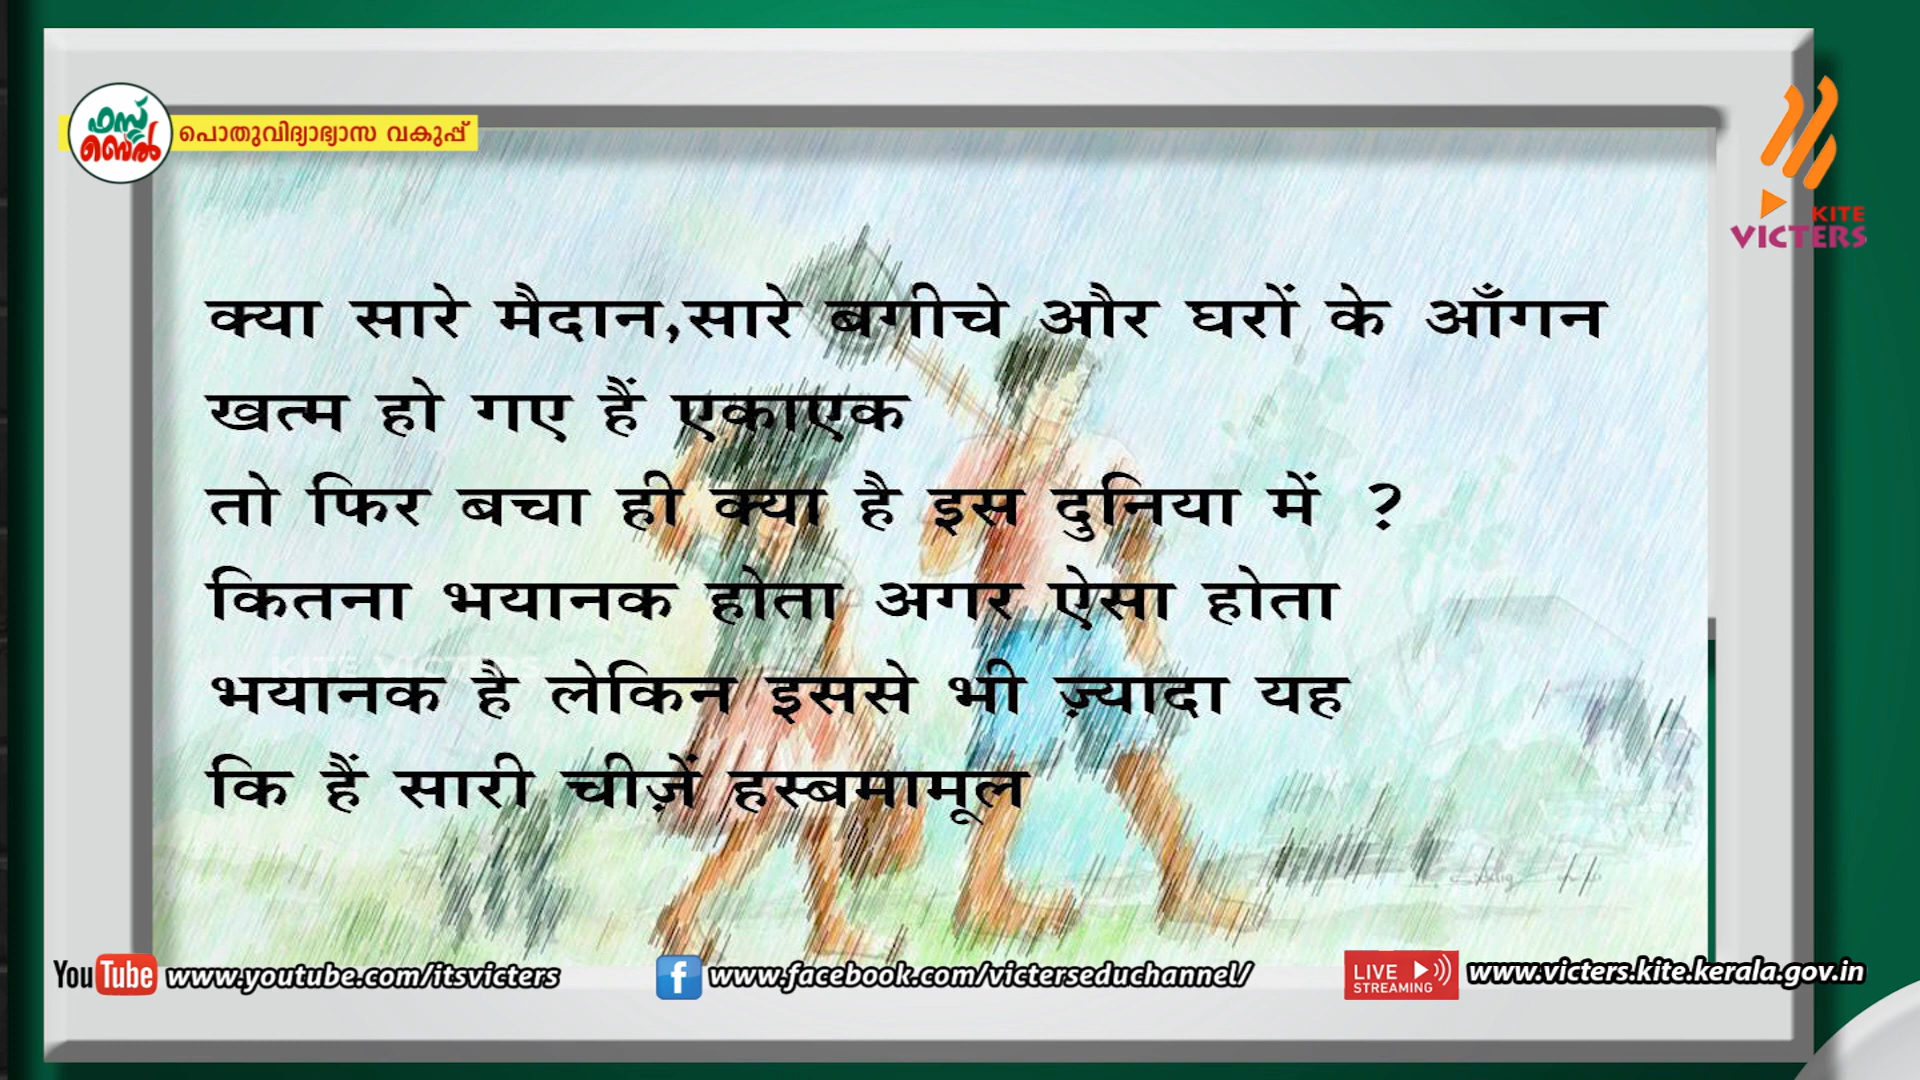 ഫസ്റ്റ് ബെൽ
പൊതുവിദ്യാഭ്യാസ വകുപ്പ്
KITE
VICTERS
क्या सारे मैदान,सारे बगीचे और घरों के आँगन
खत्म हो गए हैं एकाएक
तो फिर बचा ही क्या है इस दुनिया में ?
कितना भयानक होता अगर ऐसा होता
भयानक है लेकिन इससे भी ज़्यादा यह
कि हैं सारी चीज़ें हस्बमामूल
KITE VICTERS
YouTube www.youtube.com/itsvicters
f www.facebook.com/victerseduchannel/
LIVE STREAMING www.victers.kite.kerala.gov.in